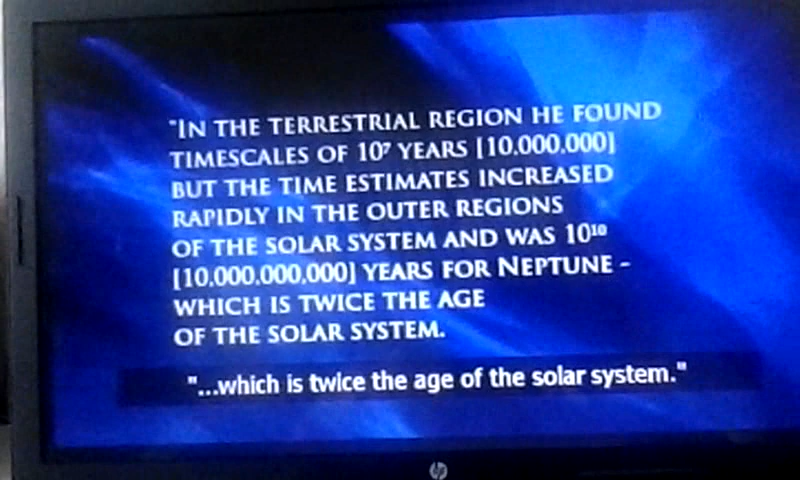 "IN THE TERRESTRIAL REGION HE FOUND
TIMESCALES OF 10⁷ YEARS [10,000,000]
BUT THE TIME ESTIMATES INCREASED
RAPIDLY IN THE OUTER REGIONS
OF THE SOLAR SYSTEM AND WAS 10¹⁰
[10,000,000,000] YEARS FOR NEPTUNE -
WHICH IS TWICE THE AGE
OF THE SOLAR SYSTEM.
"...which is twice the age of the solar system."
hp